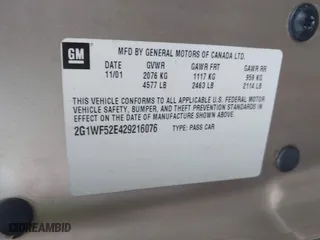 GM
MFD BY GENERAL MOTORS OF CANADA LTD.
DATE GVWR GAWR FRT GAWR RR
11/01 2076 KG 1117 KG 959 KG
4577 LB 2463 LB 2114 LB
THIS VEHICLE CONFORMS TO ALL APPLICABLE U.S. FEDERAL MOTOR
VEHICLE SAFETY, BUMPER, AND THEFT PREVENTION STANDARDS
IN EFFECT ON THE DATE OF MANUFACTURE SHOWN ABOVE.
2G1WF52E429216076 TYPE: PASS CAR
DREAMBID